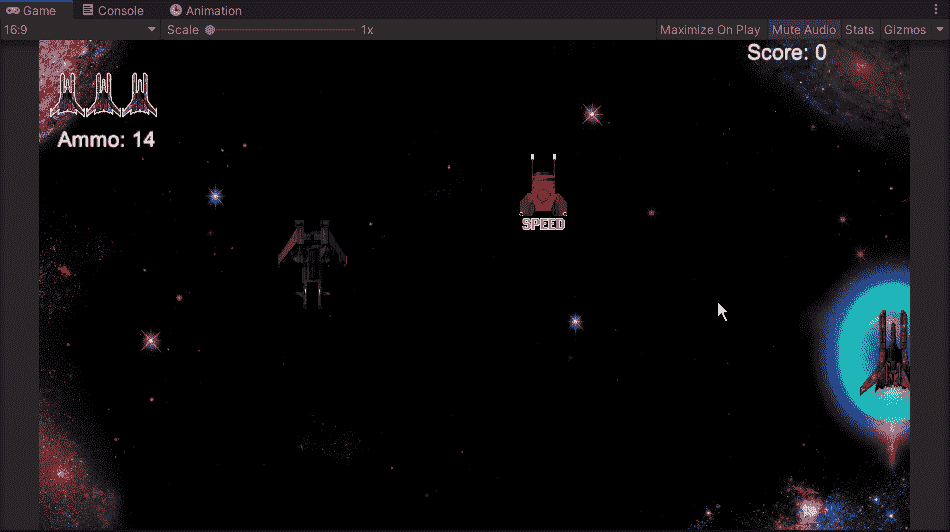 Game Console Animation
16:9 Scale 1x Maximize On Play Mute Audio Stats Gizmos
Score: 0
Ammo: 14
SPEED